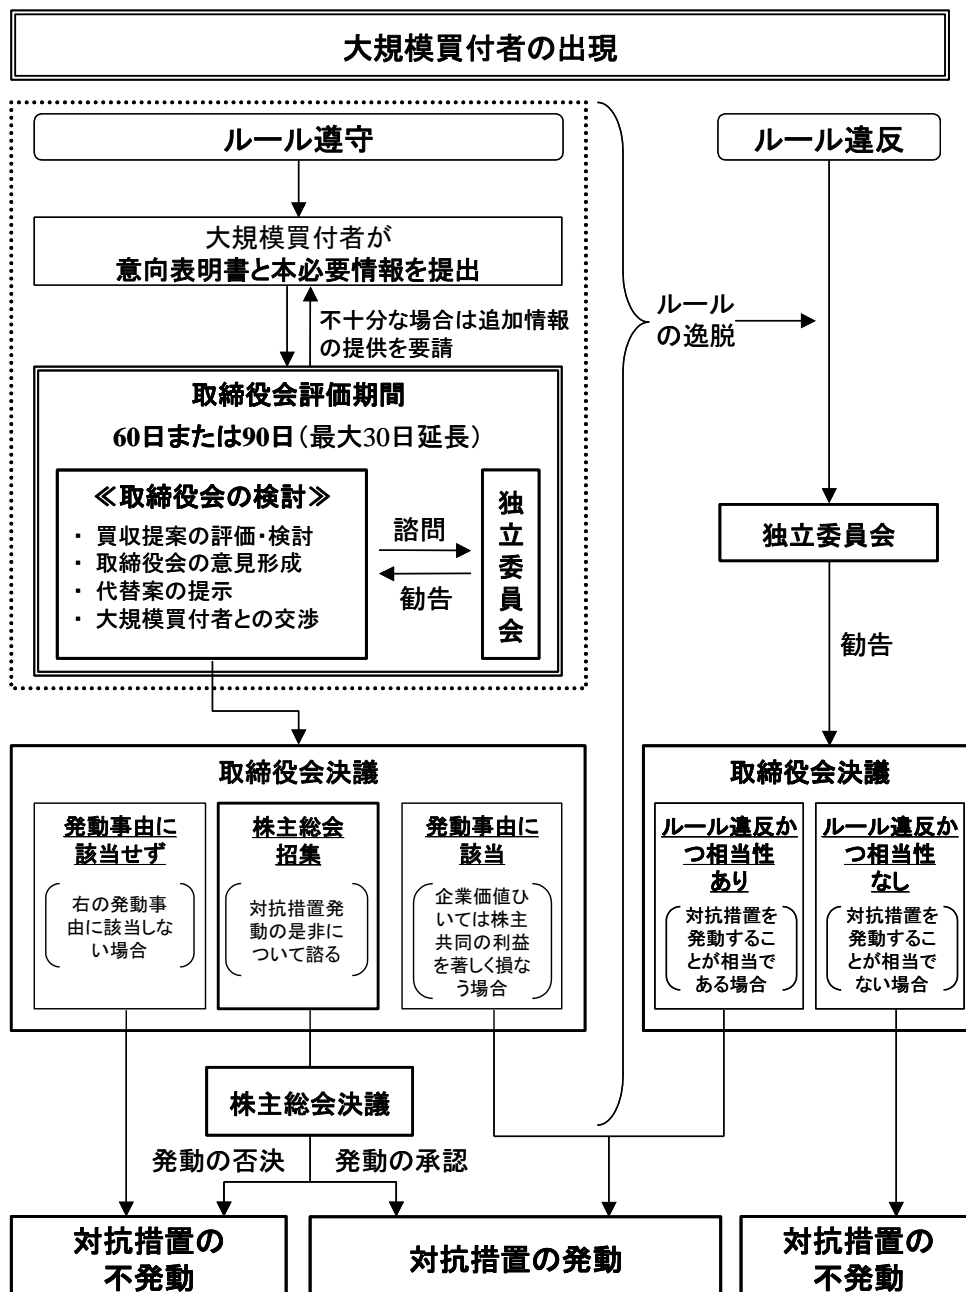 大規模買付者の出現
ルール遵守
大規模買付者が
意向表明書と本必要情報を提出
不十分な場合は追加情報
の提供を要請
取締役会評価期間
60日または90日（最大30日延長）
≪取締役会の検討≫
・ 買収提案の評価・検討
・ 取締役会の意見形成
・ 代替案の提示
・ 大規模買付者との交渉
諮問
勧告
独
立
委
員
会
ルール
の逸脱
ルール違反
独立委員会
勧告
取締役会決議
発動事由に
該当せず
右の発動事
由に該当しな
い場合
株主総会
招集
対抗措置発
動の是非に
ついて諮る
発動事由に
該当
企業価値ひ
いては株主
共同の利益
を著しく損な
う場合
取締役会決議
ルール違反か
つ相当性
あり
対抗措置を
発動するこ
とが相当で
ある場合
ルール違反か
つ相当性
なし
対抗措置を
発動するこ
とが相当で
ない場合
株主総会決議
発動の否決
発動の承認
対抗措置の
不発動
対抗措置の発動
対抗措置の
不発動